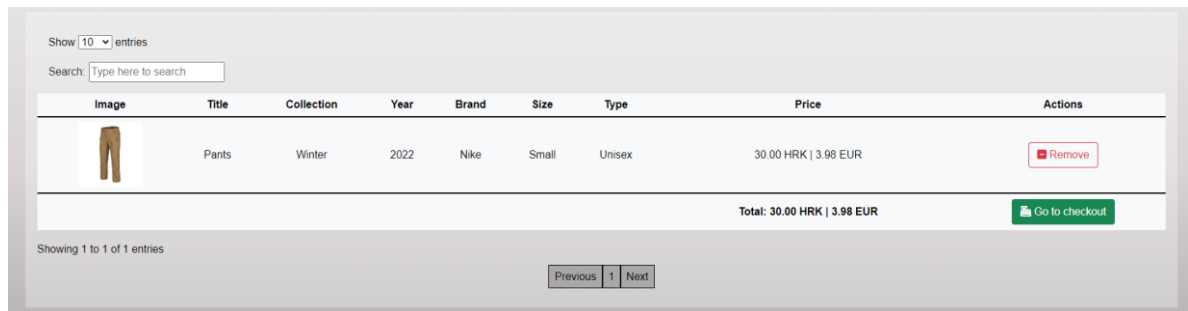 Show 10 entries
Search: Type here to search
Image Title Collection Year Brand Size Type Price Actions
Pants Winter 2022 Nike Small Unisex 30.00 HRK | 3.98 EUR Remove
Total: 30.00 HRK | 3.98 EUR Go to checkout
Showing 1 to 1 of 1 entries
Previous 1 Next